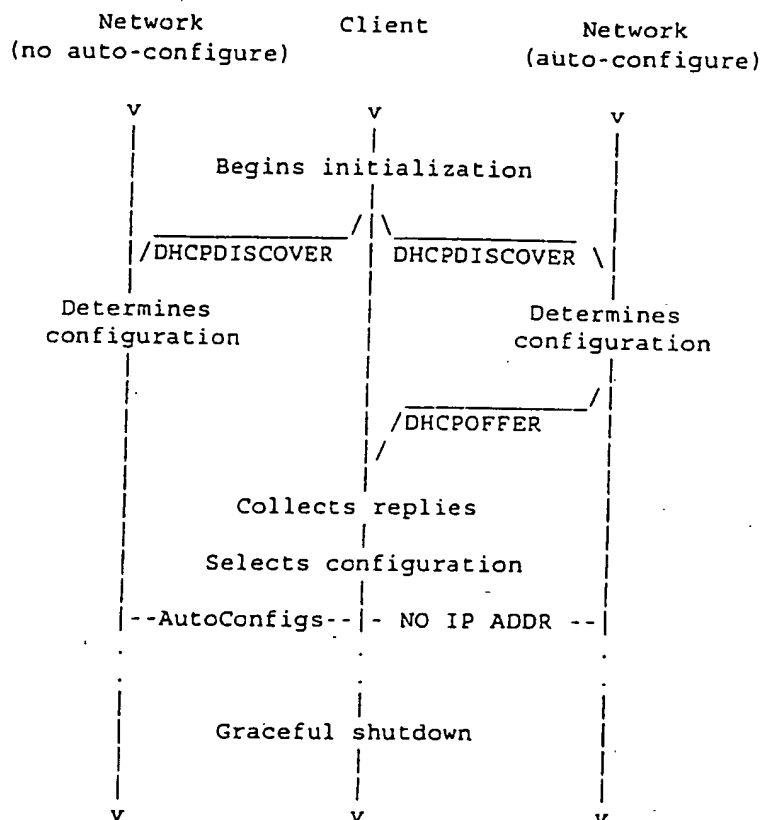 Network Client Network
(no auto-configure) (auto-configure)
v v v
Begins initialization
/DHCPDISCOVER DHCPDISCOVER \
Determines Determines
configuration configuration
/DHCPOFFER
Collects replies
Selects configuration
--AutoConfigs-- - NO IP ADDR --
Graceful shutdown
v v v